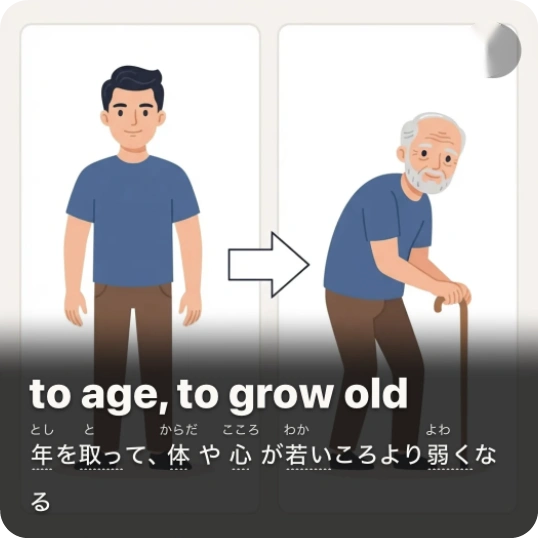 to age, to grow old
とし と からだ こころ わか よわ
年を取って、体や心が若いころより弱くな
る